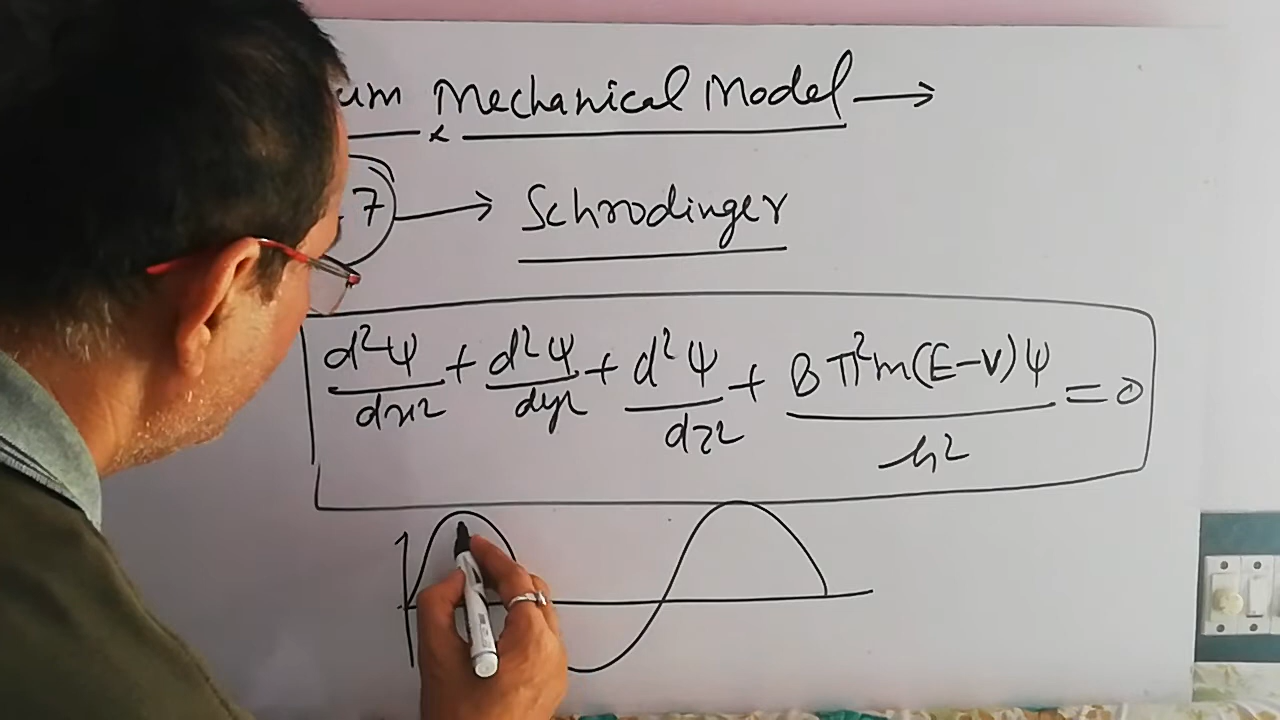 um Mechanical Model →
.7 → Schrodinger
d²Ψ/dx² + d²Ψ/dy² + d²Ψ/dz² + 8π²m(E-V)Ψ/h² = 0